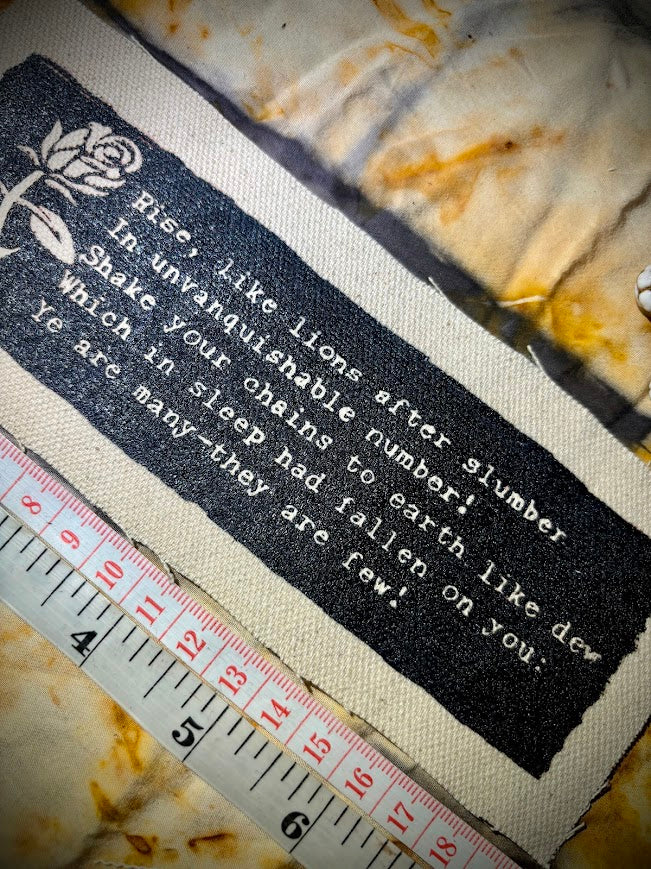 Rise, like lions after slumber
In unvanquishable number!
Shake your chains to earth like dew
Which in sleep had fallen on you:
Ye are many—they are few!
8 9 10 11 12 13 14 15 16 17 18
4 5 6